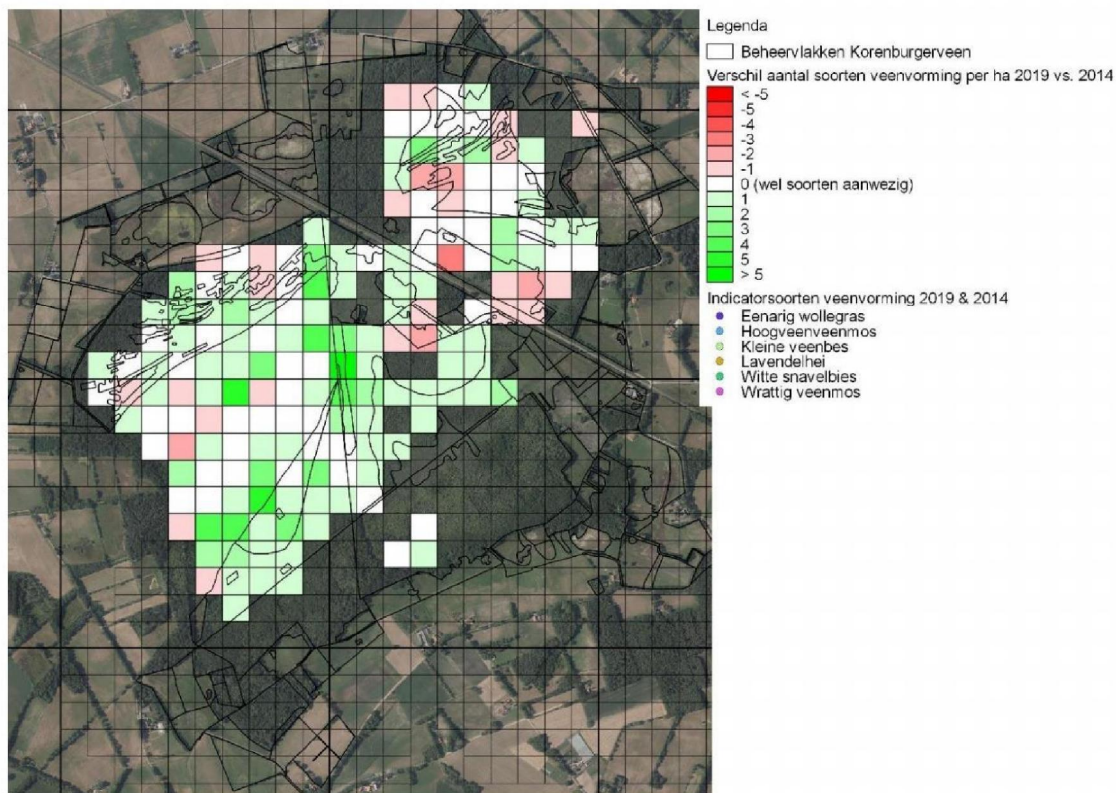 Legenda
Beheervlakken Korenburgerveen
Verschil aantal soorten veenvorming per ha 2019 vs. 2014
< -5
-5
-4
-3
-2
-1
0 (wel soorten aanwezig)
1
2
3
4
5
> 5
Indicatorsoorten veenvorming 2019 & 2014
Eenarig wollegras
Hoogveenveenmos
Kleine veenbes
Lavendelhei
Witte snavelbies
Wrattig veenmos